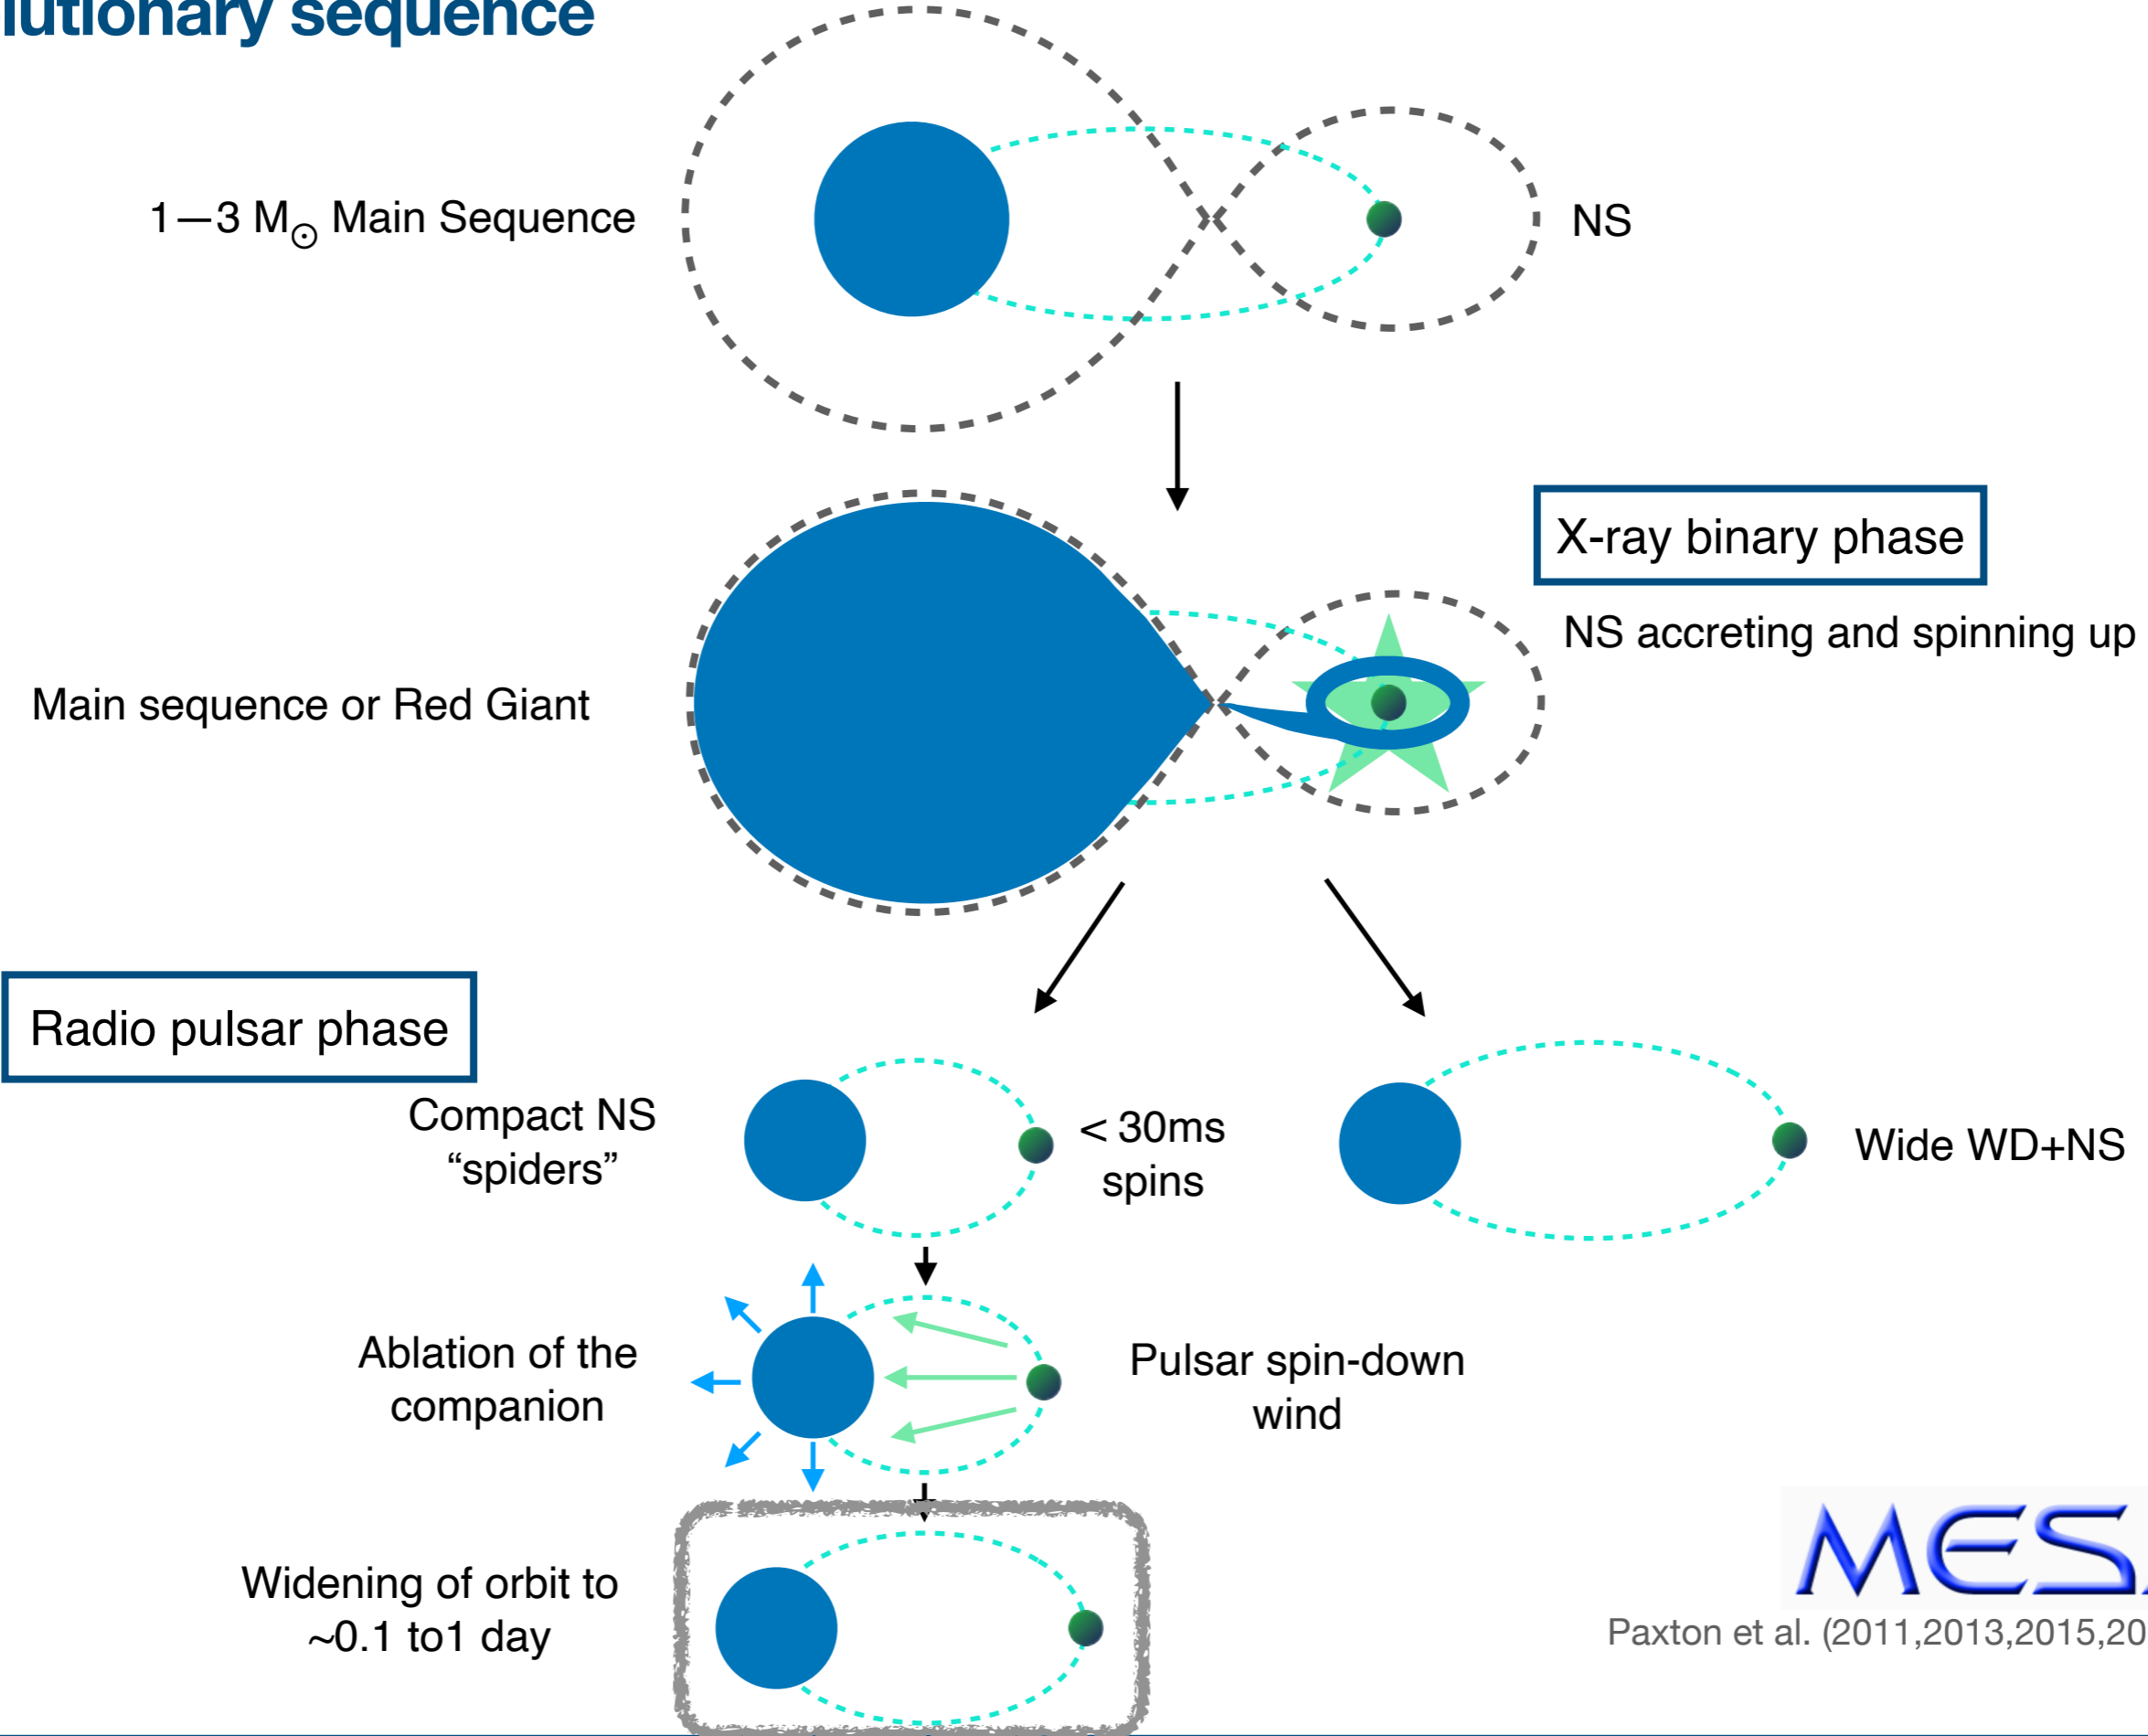 lutionary sequence
1—3 M☉ Main Sequence
NS
X-ray binary phase
NS accreting and spinning up
Main sequence or Red Giant
Radio pulsar phase
Compact NS
“spiders”
< 30ms
spins
Wide WD+NS
Ablation of the
companion
Pulsar spin-down
wind
Widening of orbit to
~0.1 to1 day
MES
Paxton et al. (2011,2013,2015,20